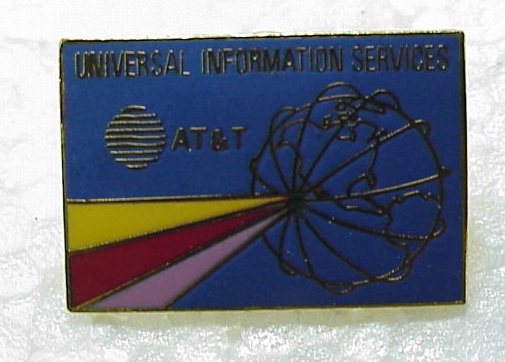 UNIVERSAL INFORMATION SERVICES
AT&T